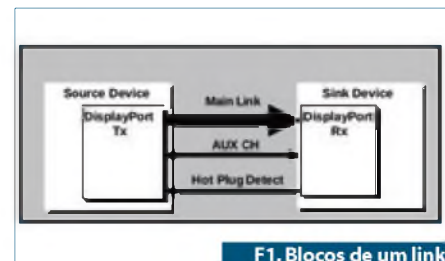 Source Device
Sink Device
Main Link
DisplayPort
Tx
DisplayPort
Rx
AUX CH
Hot Plug Detect
F1. Blocos de um link